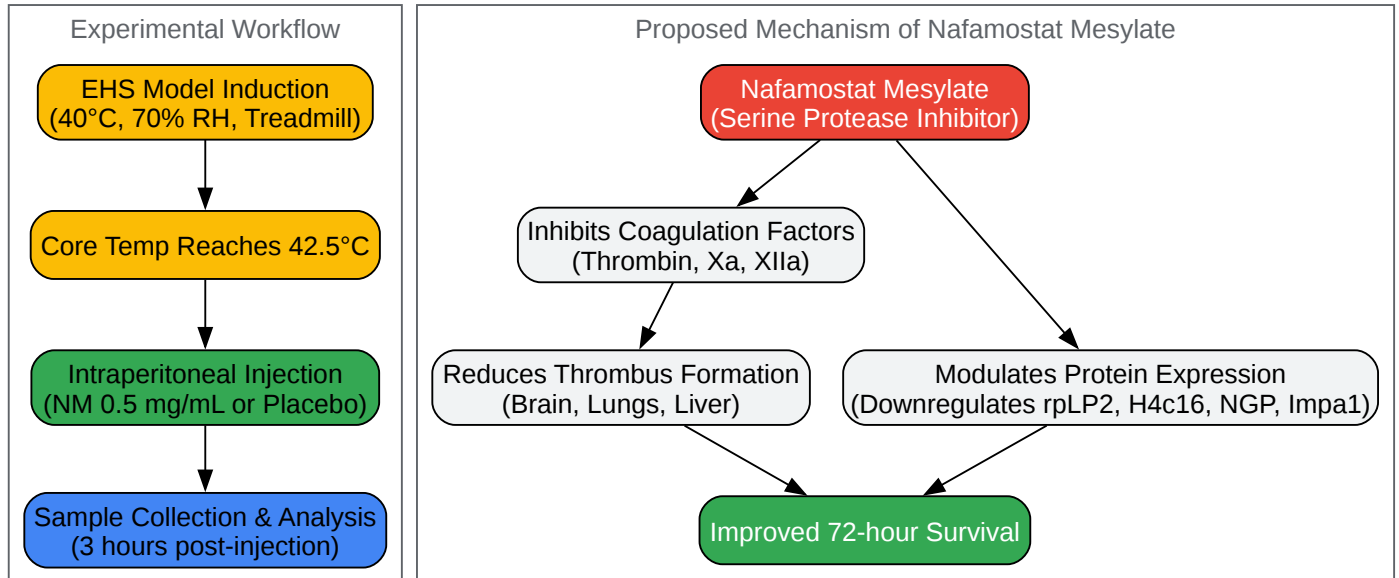 Experimental Workflow
EHS Model Induction
(40°C, 70% RH, Treadmill)
Core Temp Reaches 42.5°C
Intraperitoneal Injection
(NM 0.5 mg/mL or Placebo)
Sample Collection & Analysis
(3 hours post-injection)
Proposed Mechanism of Nafamostat Mesylate
Nafamostat Mesylate
(Serine Protease Inhibitor)
Inhibits Coagulation Factors
(Thrombin, Xa, XIIa)
Reduces Thrombus Formation
(Brain, Lungs, Liver)
Modulates Protein Expression
(Downregulates rpLP2, H4c16, NGP, Impa1)
Improved 72-hour Survival